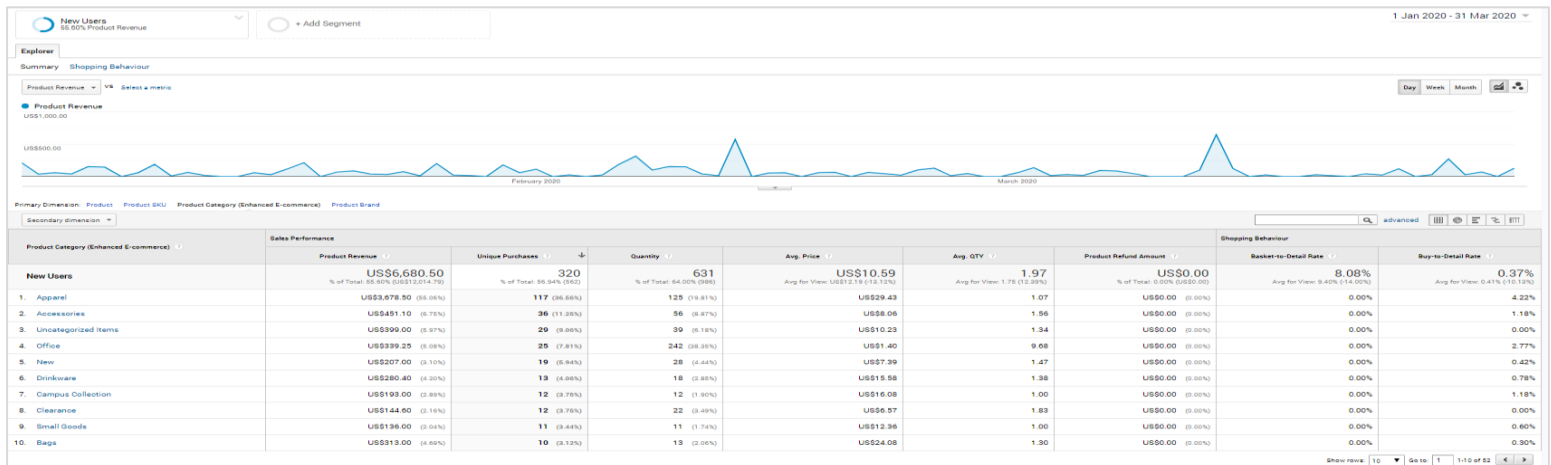 New Users
55.60% Product Revenue
+ Add Segment
1 Jan 2020 - 31 Mar 2020
Explorer
Summary Shopping Behaviour
Product Revenue VS Select a metric
Day Week Month
Product Revenue
US$1,000.00
US$500.00
February 2020 March 2020
Primary Dimension: Product Product SKU Product Category (Enhanced E-commerce) Product Brand
Secondary dimension advanced
Product Category (Enhanced E-commerce) Sales Performance Shopping Behaviour
Product Revenue Unique Purchases Quantity Avg. Price Avg. QTY Product Refund Amount Basket-to-Detail Rate Buy-to-Detail Rate
New Users US$6,680.50 320 631 US$10.59 1.97 US$0.00 8.08% 0.37%
% of Total: 55.60% (US$12,014.79) % of Total: 56.94% (562) % of Total: 64.00% (986) Avg for View: US$12.19 (-13.12%) Avg for View: 1.75 (12.39%) % of Total: 0.00% (US$0.00) Avg for View: 9.40% (-14.00%) Avg for View: 0.41% (-10.13%)
1. Apparel US$3,678.50 (55.06%) 117 (36.56%) 125 (19.81%) US$29.43 1.07 US$0.00 (0.00%) 0.00% 4.22%
2. Accessories US$451.10 (6.75%) 36 (11.25%) 56 (8.87%) US$8.06 1.56 US$0.00 (0.00%) 0.00% 1.18%
3. Uncategorized Items US$399.00 (5.97%) 29 (9.06%) 39 (6.18%) US$10.23 1.34 US$0.00 (0.00%) 0.00% 0.00%
4. Office US$339.25 (5.08%) 25 (7.81%) 242 (38.35%) US$1.40 9.68 US$0.00 (0.00%) 0.00% 2.77%
5. New US$207.00 (3.10%) 19 (5.94%) 28 (4.44%) US$7.39 1.47 US$0.00 (0.00%) 0.00% 0.42%
6. Drinkware US$280.40 (4.20%) 13 (4.06%) 18 (2.85%) US$15.58 1.38 US$0.00 (0.00%) 0.00% 0.78%
7. Campus Collection US$193.00 (2.89%) 12 (3.75%) 12 (1.90%) US$16.08 1.00 US$0.00 (0.00%) 0.00% 1.18%
8. Clearance US$144.60 (2.16%) 12 (3.75%) 22 (3.49%) US$6.57 1.83 US$0.00 (0.00%) 0.00% 0.00%
9. Small Goods US$136.00 (2.04%) 11 (3.44%) 11 (1.74%) US$12.36 1.00 US$0.00 (0.00%) 0.00% 0.60%
10. Bags US$313.00 (4.69%) 10 (3.12%) 13 (2.06%) US$24.08 1.30 US$0.00 (0.00%) 0.00% 0.30%
Show rows: 10 Go to: 1 1-10 of 52